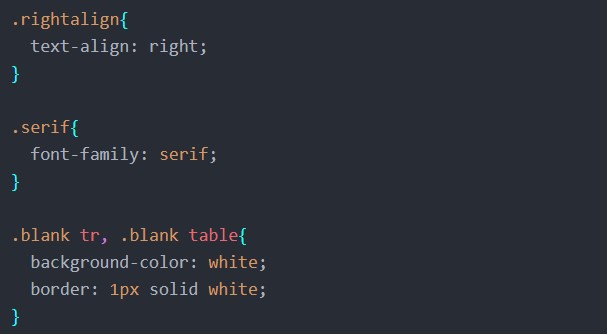 .rightalign{
  text-align: right;
}

.serif{
  font-family: serif;
}

.blank tr, .blank table{
  background-color: white;
  border: 1px solid white;
}